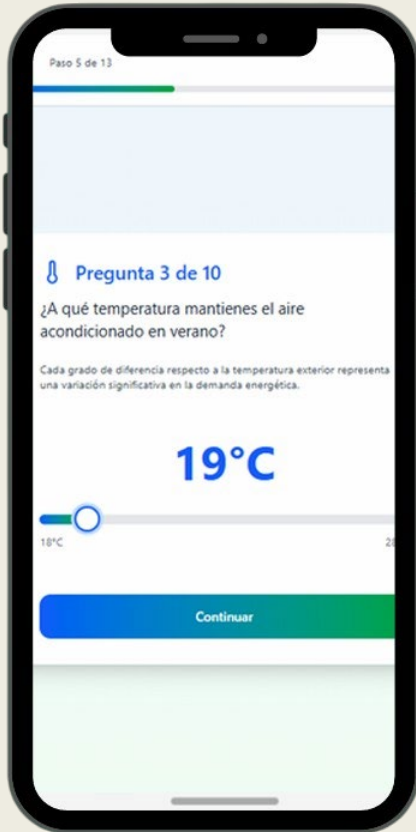 Paso 5 de 13
Pregunta 3 de 10
¿A qué temperatura mantienes el aire
acondicionado en verano?
Cada grado de diferencia respecto a la temperatura exterior representa
una variación significativa en la demanda energética.
19°C
18°C
Continuar